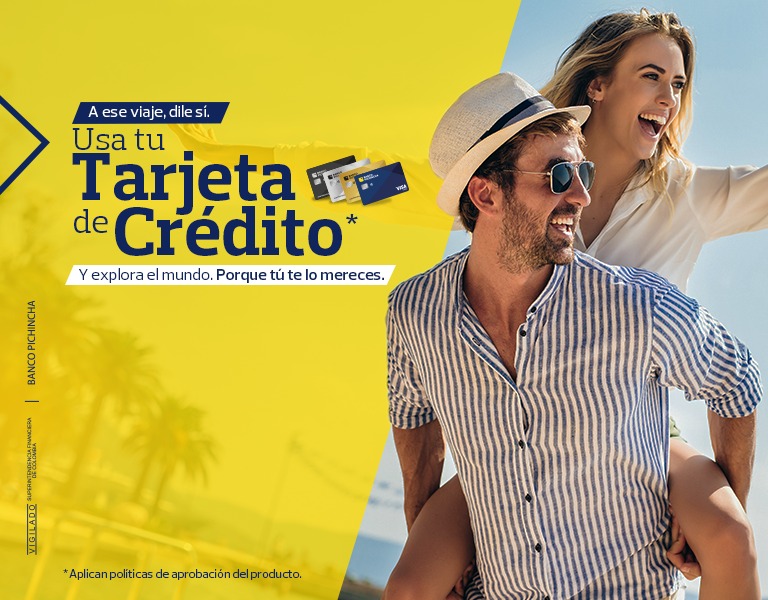 A ese viaje, dile sí.
Usa tu
Tarjeta
de Crédito*
Y explora el mundo. Porque tú te lo mereces.
BANCO PICHINCHA
VIGILADO
SUPERINTENDENCIA FINANCIERA
DE COLOMBIA
VISA
*Aplican políticas de aprobación del producto.